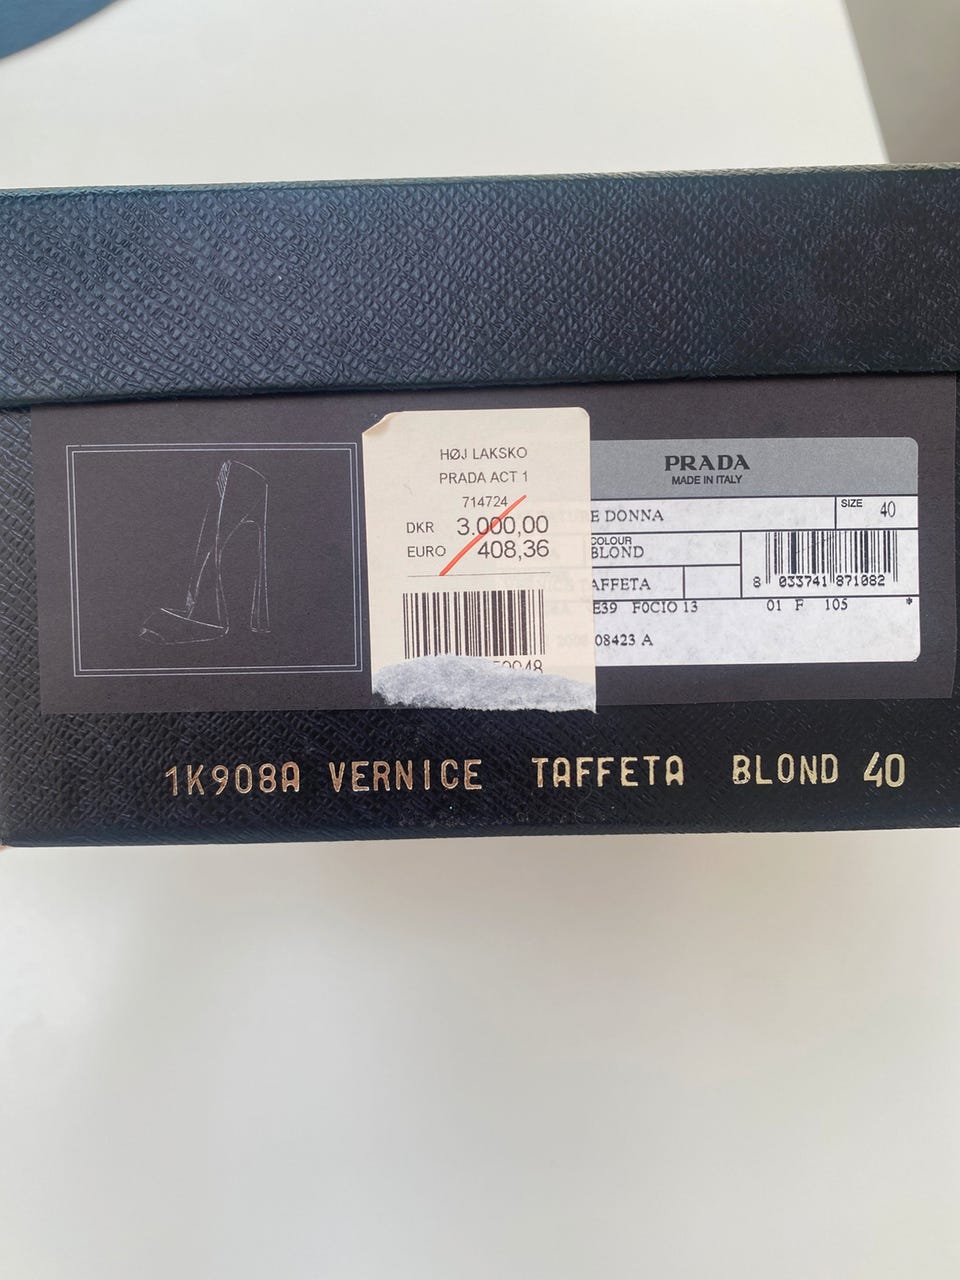 HØJ LAKSKO
PRADA ACT 1
714724
DKR 3.000,00
EURO 408,36
PRADA
MADE IN ITALY
E DONNA
SIZE 40
COLOUR
BLOND
AFFETA
8 033741 871082
E39 FOCIO 13 01 F 105 *
08423 A
1K908A VERNICE TAFFETA BLOND 40